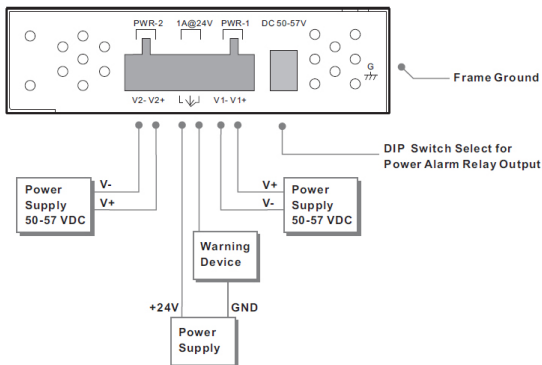 PWR-2 1A@24V PWR-1 DC 50-57V
G
Frame Ground
V2- V2+ L V1- V1+
DIP Switch Select for
Power Alarm Relay Output
Power
Supply
50-57 VDC
V-
V+
V+
V-
Power
Supply
50-57 VDC
Warning
Device
+24V GND
Power
Supply